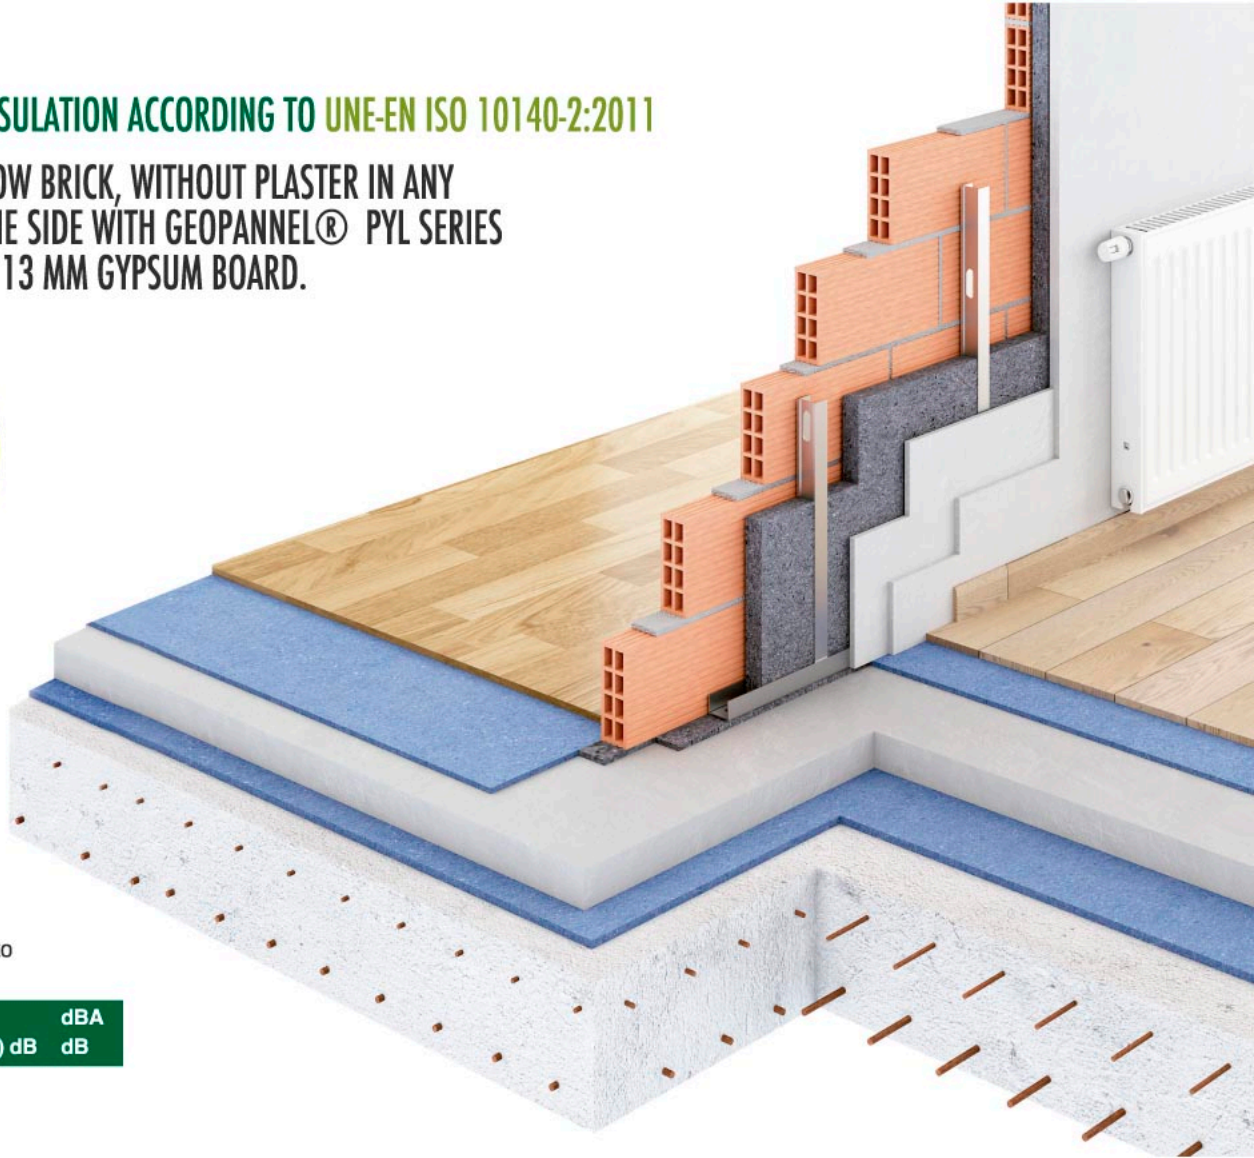 SULATION ACCORDING TO UNE-EN ISO 10140-2:2011
OW BRICK, WITHOUT PLASTER IN ANY
NE SIDE WITH GEOPANNEL® PYL SERIES
13 MM GYPSUM BOARD.
dBA
) dB dB